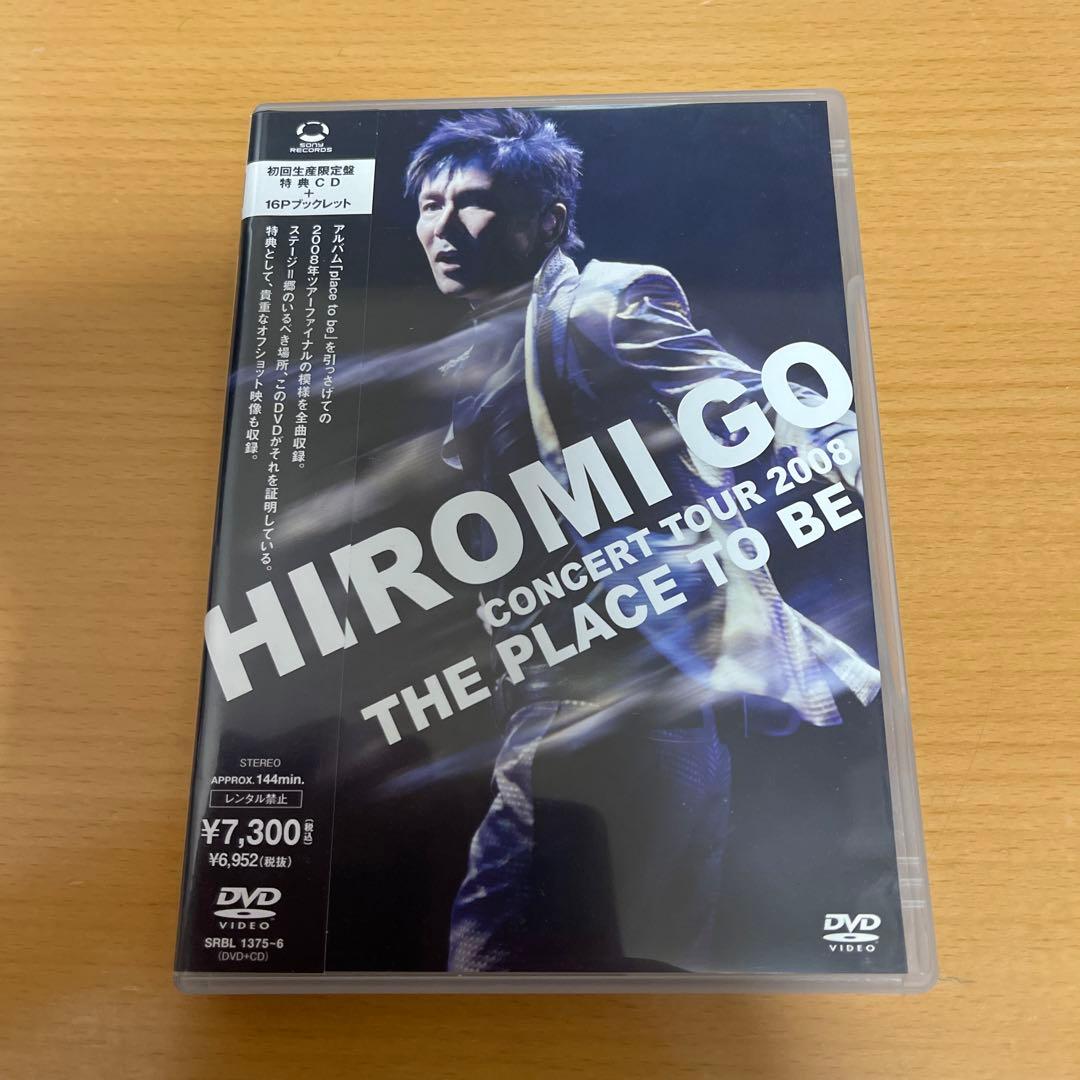 SONY
RECORDS
初回生産限定盤
特典CD
+
16Pブックレット
アルバム「place to be」を引っさげての
2008年ツアーファイナルの模様を全曲収録。
ステージ=郷のいるべき場所、このDVDがそれを証明している。
特典として、貴重なオフショット映像も収録。
HIROMI GO
CONCERT TOUR 2008
THE PLACE TO BE
STEREO
APPROX.144min.
レンタル禁止
¥7,300(税込)
¥6,952(税抜)
DVD
VIDEO
SRBL 1375~6
(DVD+CD)
DVD
VIDEO